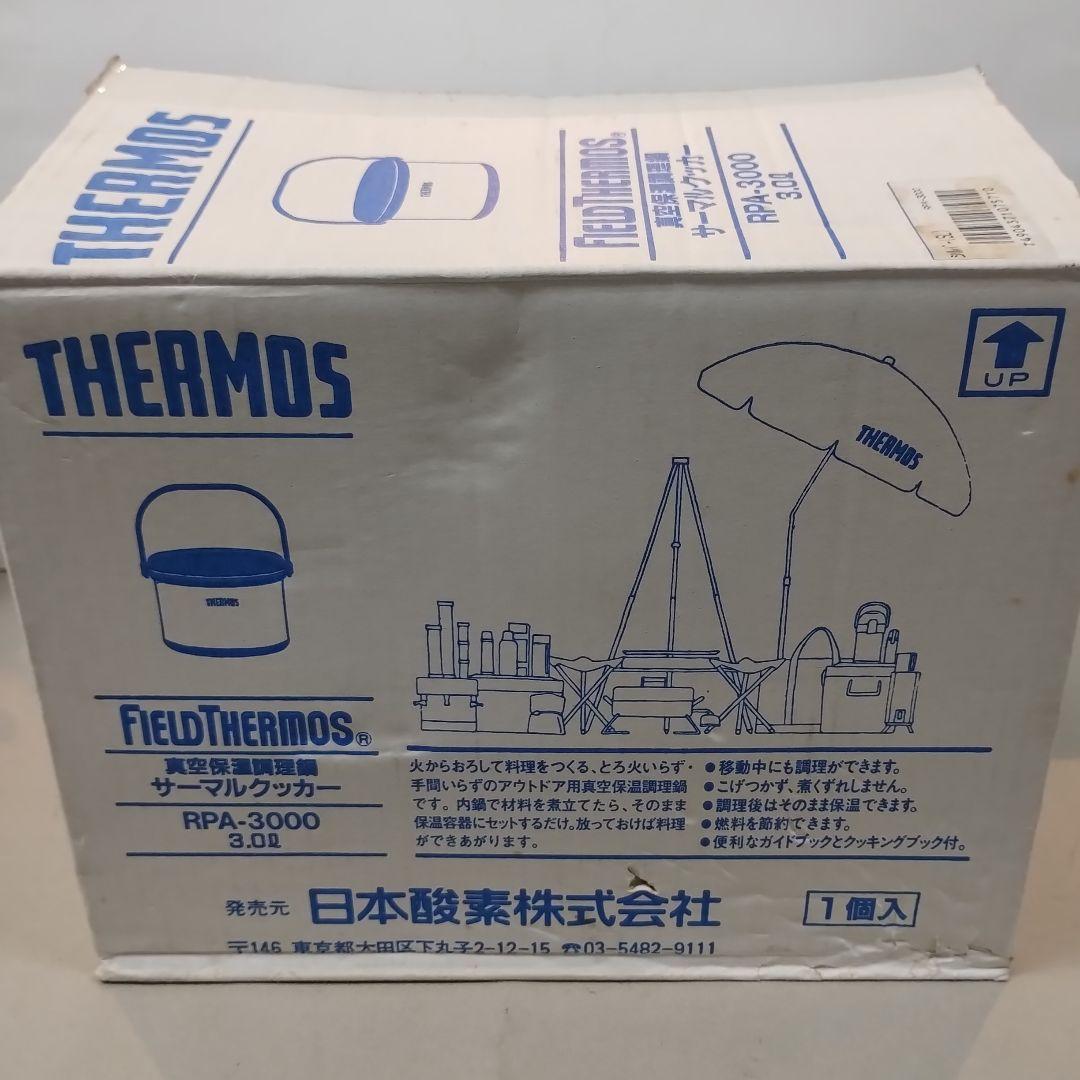 THERMOS
THERMOS
FIELDTHERMOS®
真空保温調理鍋
サーマルクッカー
RPA-3000
3.0ℓ
THERMOS
UP
THERMOS
THERMOS
FIELDTHERMOS®
真空保温調理鍋
サーマルクッカー
RPA-3000
3.0ℓ
火からおろして料理をつくる、とろ火いらず・
手間いらずのアウトドア用真空保温調理鍋
です。内鍋で材料を煮立てたら、そのまま
保温容器にセットするだけ。放っておけば料理
ができあがります。
●移動中にも調理ができます。
●こげつかず、煮くずれしません。
●調理後はそのまま保温できます。
●燃料を節約できます。
●便利なガイドブックとクッキングブック付。
発売元 日本酸素株式会社
1個入
〒146 東京都大田区下丸子2-12-15 ☎03-5482-9111